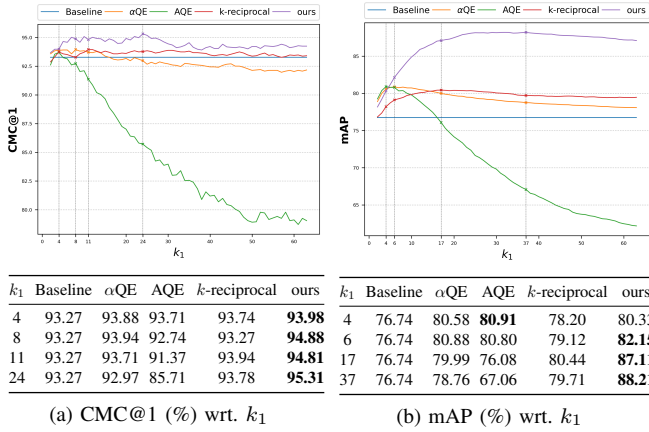 Baseline αQE AQE k-reciprocal ours
CMC@1
95.0
92.5
90.0
87.5
85.0
82.5
80.0
0 4 8 11 20 24 30 40 50 60
k1
k1 Baseline αQE AQE k-reciprocal ours
4 93.27 93.88 93.71 93.74 93.98
8 93.27 93.94 92.74 93.27 94.88
11 93.27 93.71 91.37 93.94 94.81
24 93.27 92.97 85.71 93.78 95.31
(a) CMC@1 (%) wrt. k1
Baseline αQE AQE k-reciprocal ours
mAP
85
80
75
70
65
0 4 6 10 17 20 30 37 40 50 60
k1
k1 Baseline αQE AQE k-reciprocal ours
4 76.74 80.58 80.91 78.20 80.33
6 76.74 80.88 80.80 79.12 82.15
17 76.74 79.99 76.08 80.44 87.11
37 76.74 78.76 67.06 79.71 88.21
(b) mAP (%) wrt. k1